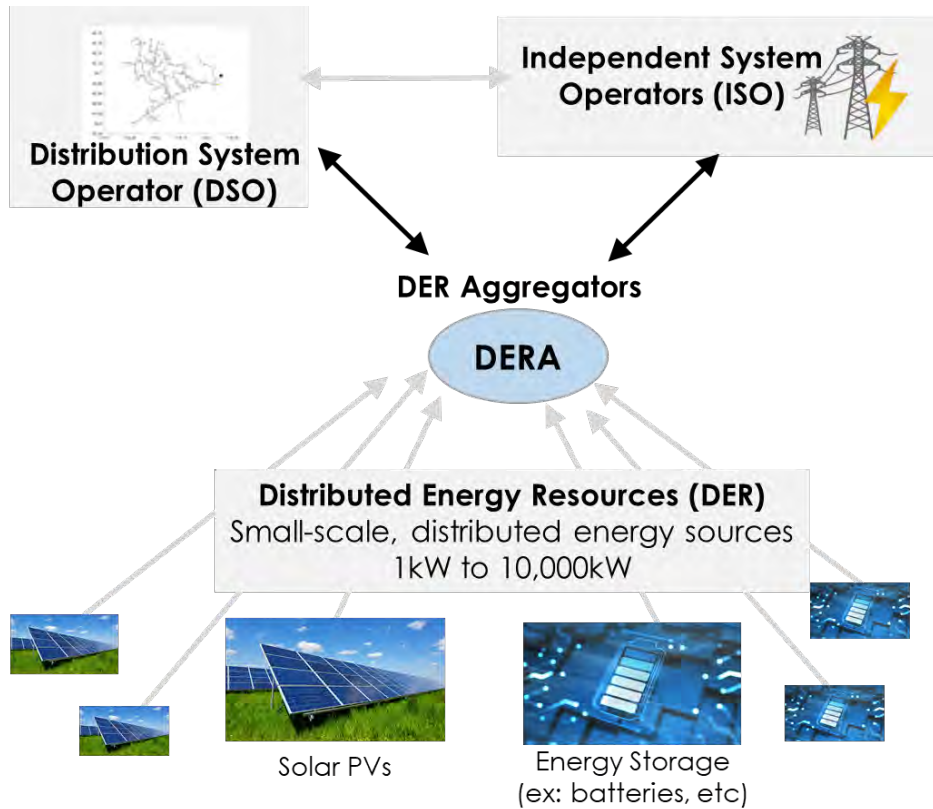 Distribution System
Operator (DSO)
Independent System
Operators (ISO)
DER Aggregators
DERA
Distributed Energy Resources (DER)
Small-scale, distributed energy sources
1kW to 10,000kW
Solar PVs
Energy Storage
(ex: batteries, etc)